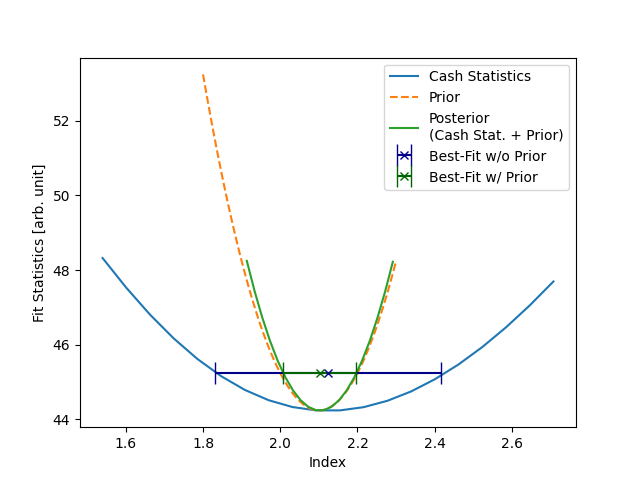 Cash Statistics
Prior
Posterior
(Cash Stat. + Prior)
Best-Fit w/o Prior
Best-Fit w/ Prior
Fit Statistics [arb. unit]
52
50
48
46
44
1.6 1.8 2.0 2.2 2.4 2.6
Index